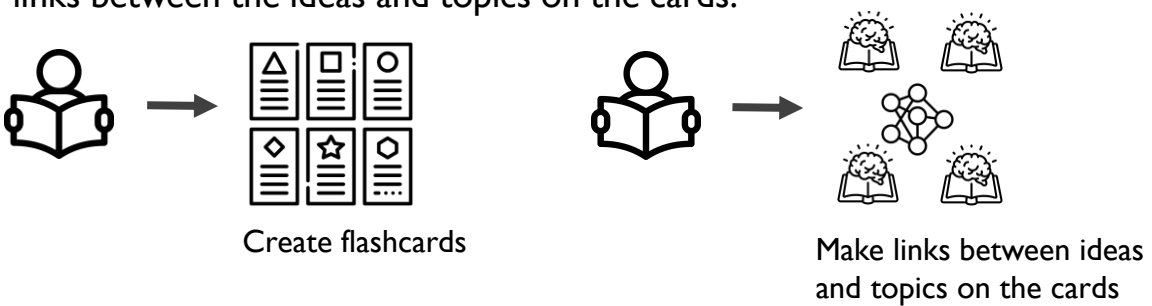 links between the ideas and topics on the cards.
Create flashcards
Make links between ideas
and topics on the cards